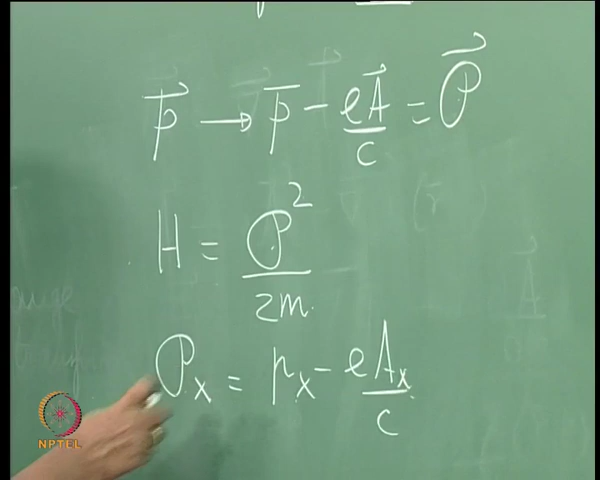 p⃗ → p⃗ - eA⃗/c = 𝒫⃗
H = 𝒫²/2m
𝒫x = px - eAx/c
NPTEL